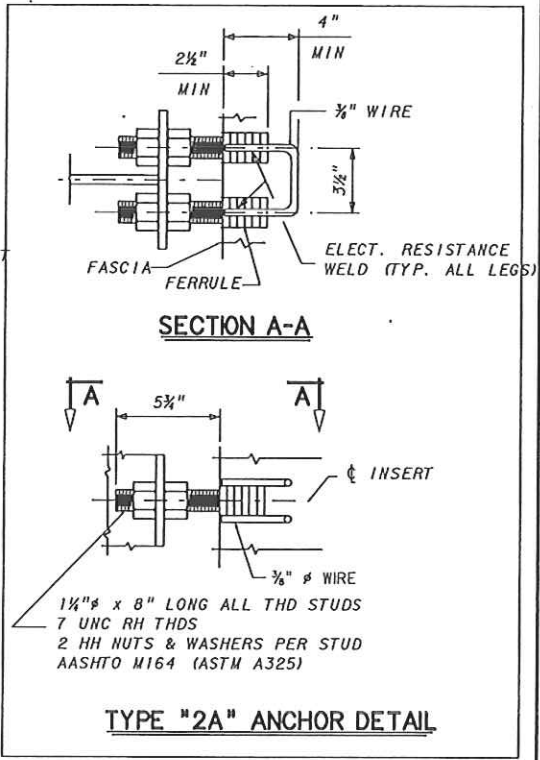 4"
MIN
2½"
MIN
⅜" WIRE
3½"
ELECT. RESISTANCE
WELD (TYP. ALL LEGS)
FASCIA
FERRULE
SECTION A-A
A
A
5¾"
℄ INSERT
⅜" ø WIRE
1¼"ø x 8" LONG ALL THD STUDS
7 UNC RH THDS
2 HH NUTS & WASHERS PER STUD
AASHTO M164 (ASTM A325)
TYPE "2A" ANCHOR DETAIL